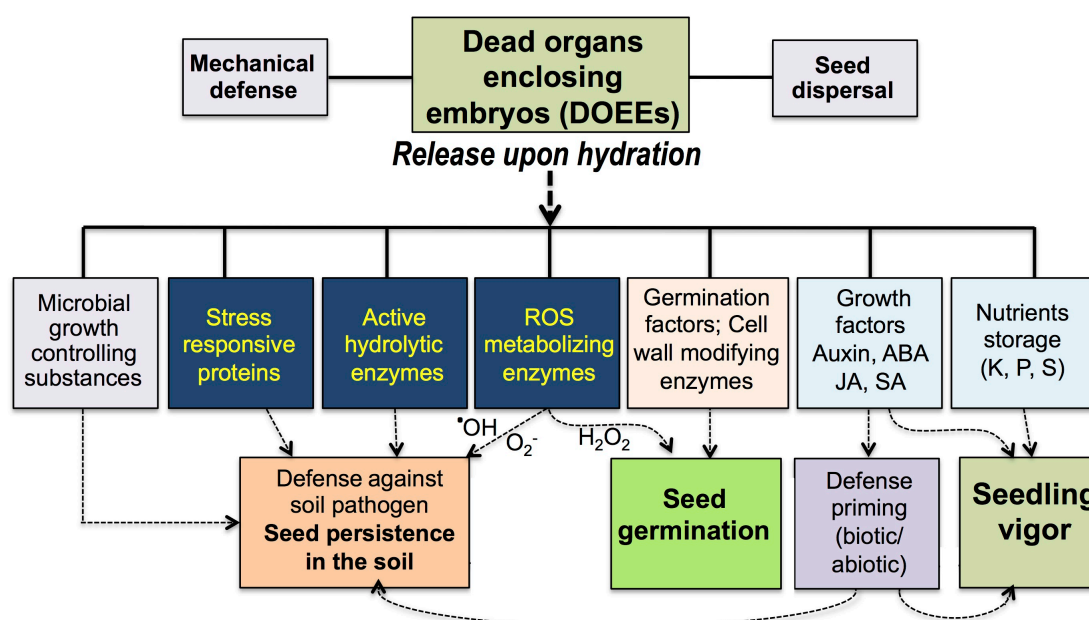 Mechanical
defense
Dead organs
enclosing
embryos (DOEEs)
Seed
dispersal
Release upon hydration
Microbial
growth
controlling
substances
Stress
responsive
proteins
Active
hydrolytic
enzymes
ROS
metabolizing
enzymes
Germination
factors; Cell
wall modifying
enzymes
Growth
factors
Auxin, ABA
JA, SA
Nutrients
storage
(K, P, S)
•OH
O₂⁻
H₂O₂
Defense against
soil pathogen
Seed persistence
in the soil
Seed
germination
Defense
priming
(biotic/
abiotic)
Seedling
vigor